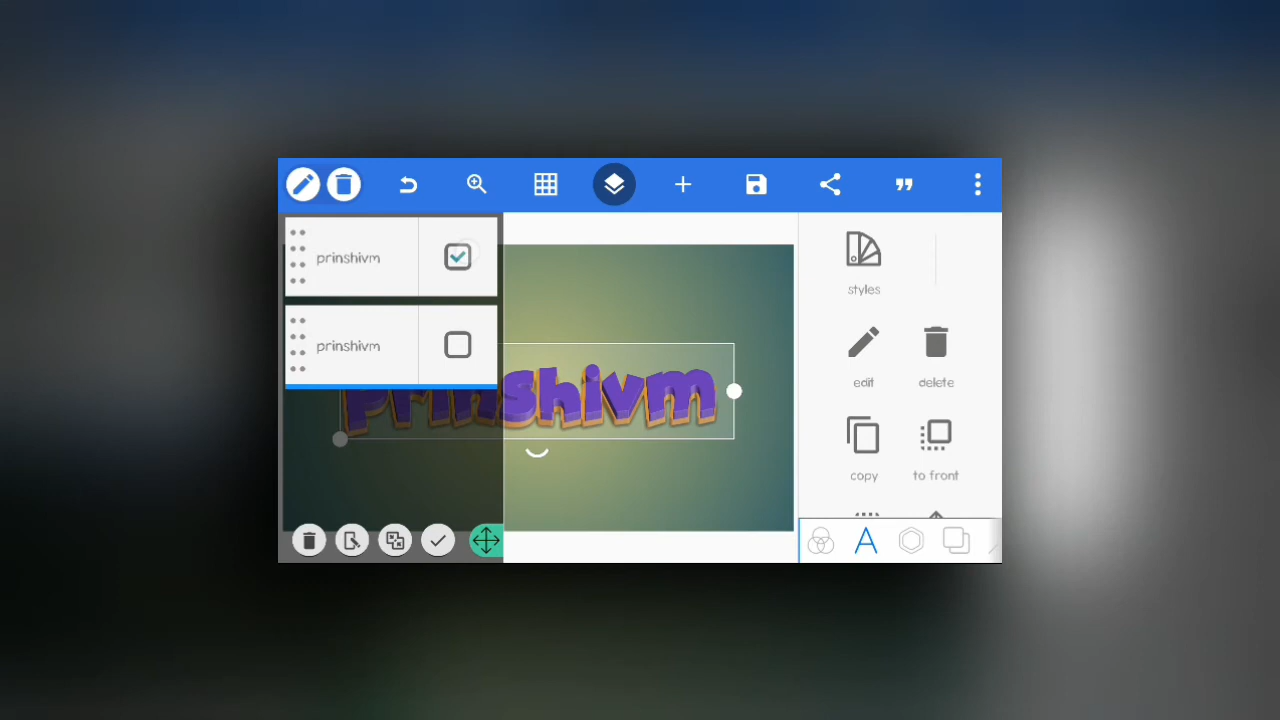 prinshivm
styles
prinshivm
prinshivm
edit
delete
copy
to front